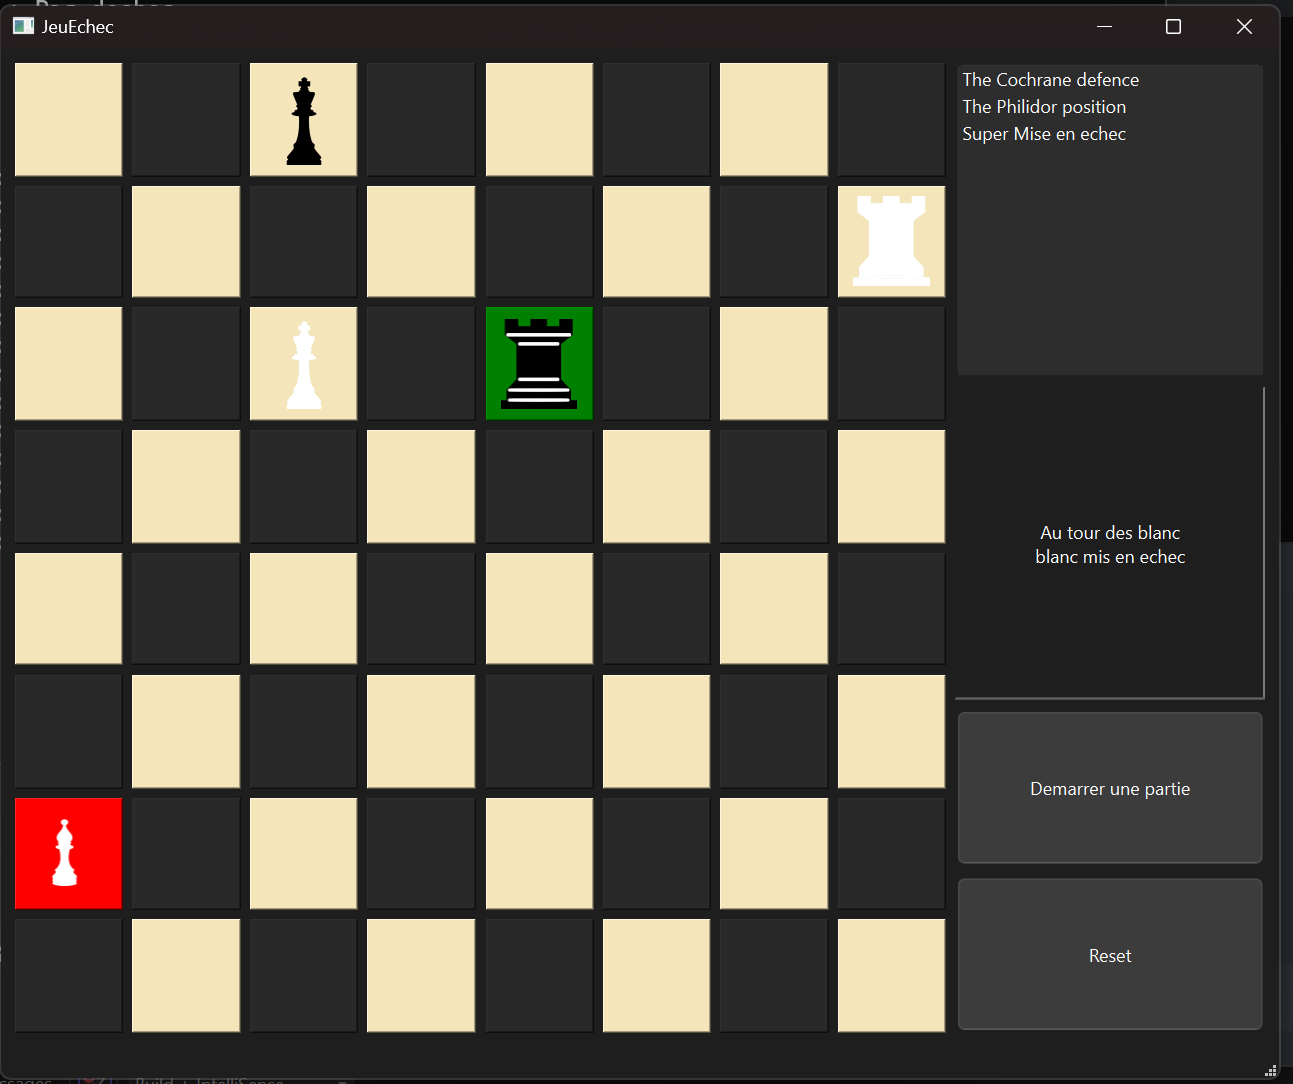 JeuEchec
The Cochrane defence
The Philidor position
Super Mise en echec
Au tour des blanc
blanc mis en echec
Demarrer une partie
Reset